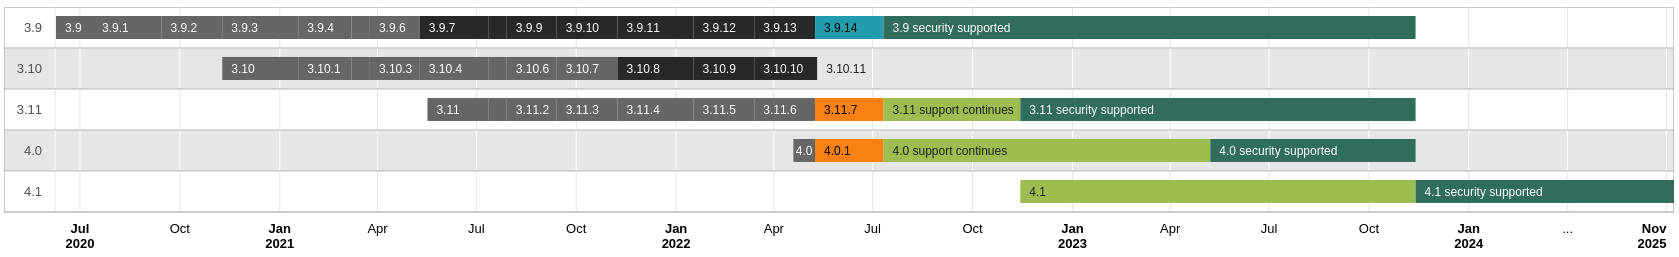 3.9 3.9 3.9.1 3.9.2 3.9.3 3.9.4 3.9.6 3.9.7 3.9.9 3.9.10 3.9.11 3.9.12 3.9.13 3.9.14 3.9 security supported
3.10 3.10 3.10.1 3.10.3 3.10.4 3.10.6 3.10.7 3.10.8 3.10.9 3.10.10 3.10.11
3.11 3.11 3.11.2 3.11.3 3.11.4 3.11.5 3.11.6 3.11.7 3.11 support continues 3.11 security supported
4.0 4.0 4.0.1 4.0 support continues 4.0 security supported
4.1 4.1 4.1 security supported
Jul Oct Jan Apr Jul Oct Jan Apr Jul Oct Jan Apr Jul Oct Jan ... Nov
2020 2021 2022 2023 2024 2025